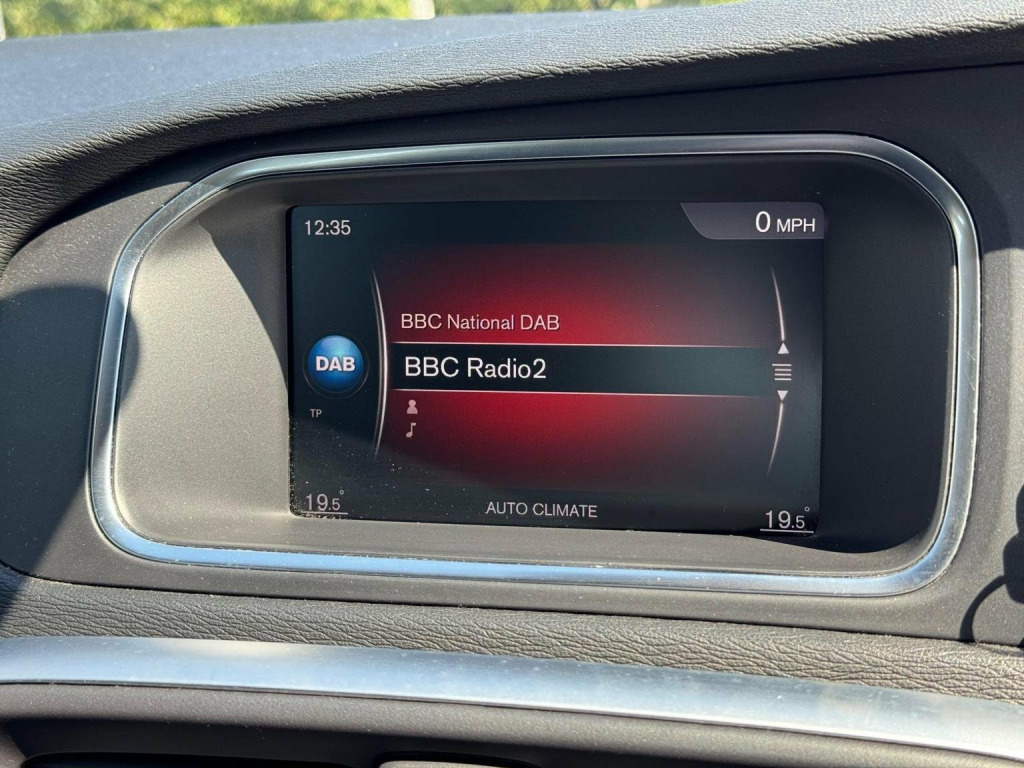 12:35
0 MPH
BBC National DAB
DAB
BBC Radio2
TP
19.5°
AUTO CLIMATE
19.5°